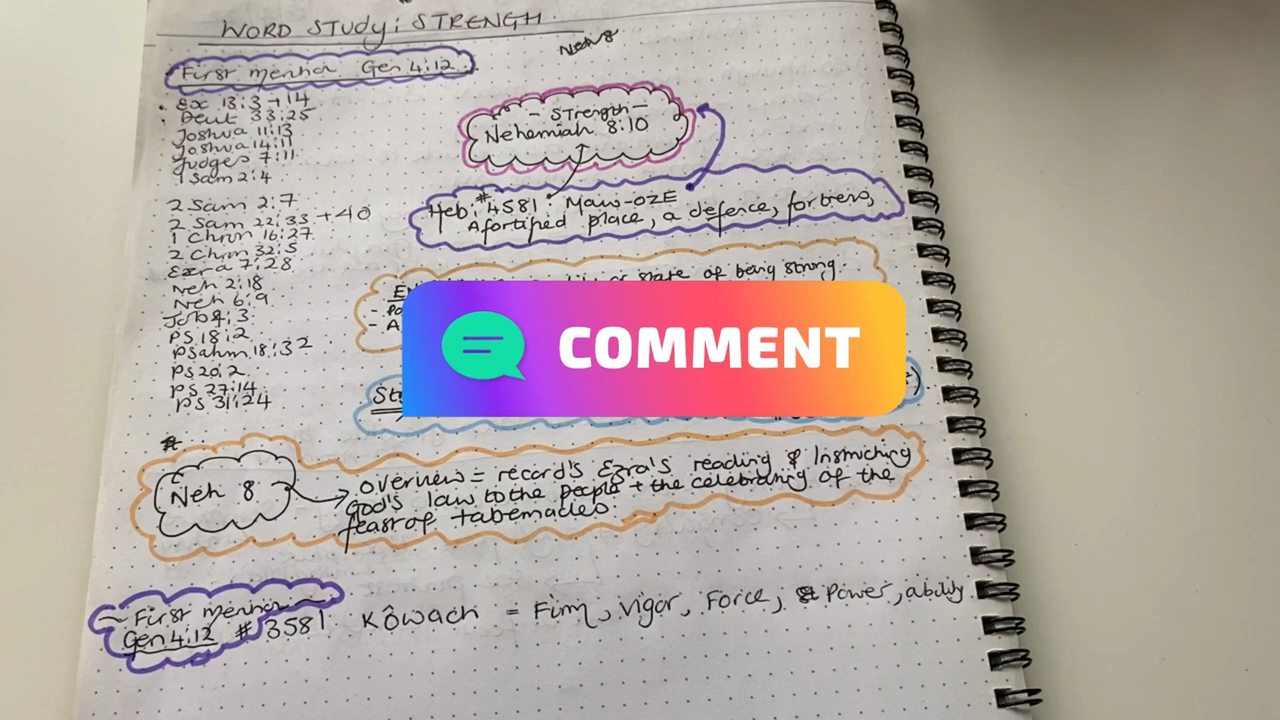 WORD STUDY: STRENGTH
Neh 8
First mention Gen 4:12
Ex 13:3 + 14
Deut 33:25
Joshua 11:13
Joshua 14:11
Judges 7:11
1 Sam 2:4
2 Sam 2:7
2 Sam 22:33 + 40
1 Chron 16:27
2 Chron 32:5
Ezra 7:28
Neh 2:18
Neh 6:9
Job 4:3
PS 18:2
Psalm 18:32
PS 20:2
PS 27:14
PS 31:24
- Strength -
Nehemiah 8:10
Heb: #4581: Maw-OZE
A fortified place, a defence, fortress,
state of being strong.
COMMENT
Neh 8
overview = record's Ezra's reading & Instruching
God's law to the people + the celebrating of the
feast of tabernacles.
First mention
Gen 4:12 # 3581 Kôwach = Firm, vigor, Force, Power, ability